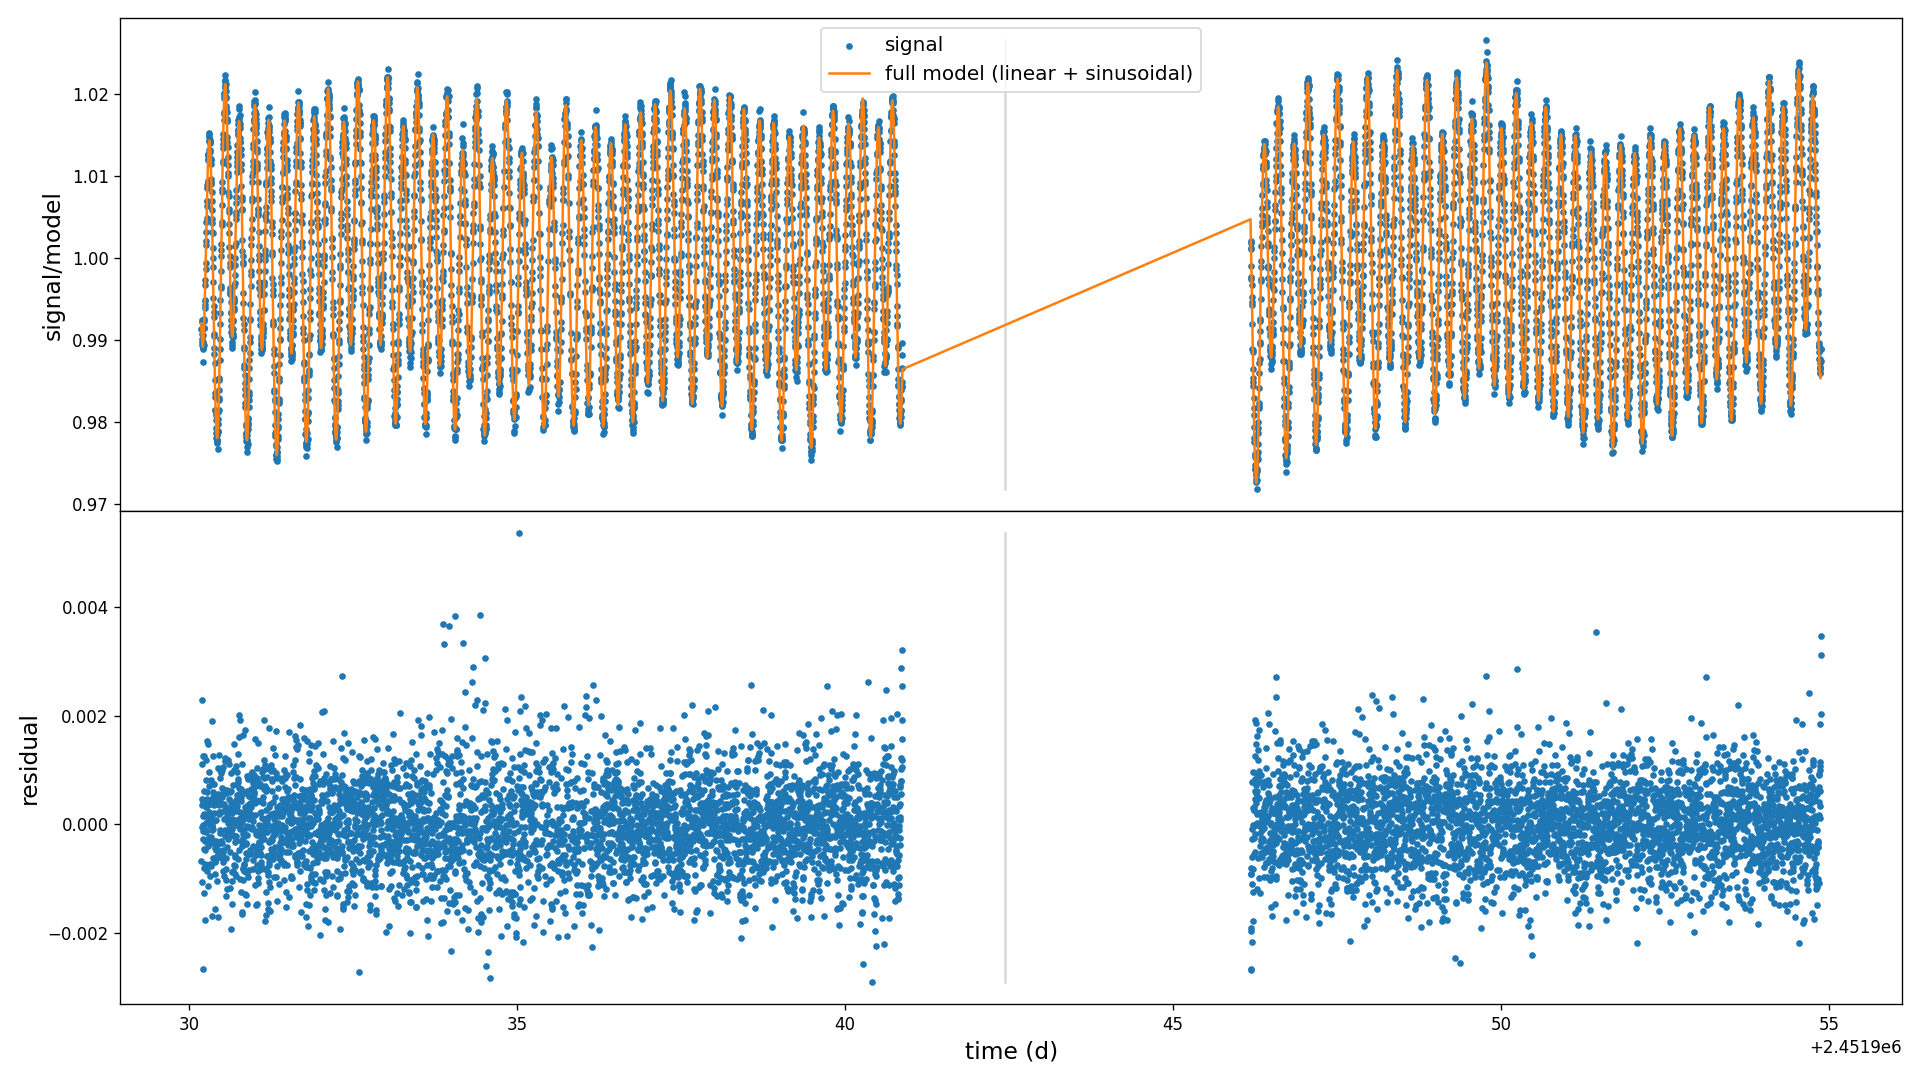 signal
full model (linear + sinusoidal)
signal/model
1.02
1.01
1.00
0.99
0.98
0.97
residual
0.004
0.002
0.000
−0.002
30
35
40
45
50
55
time (d)
+2.4519e6